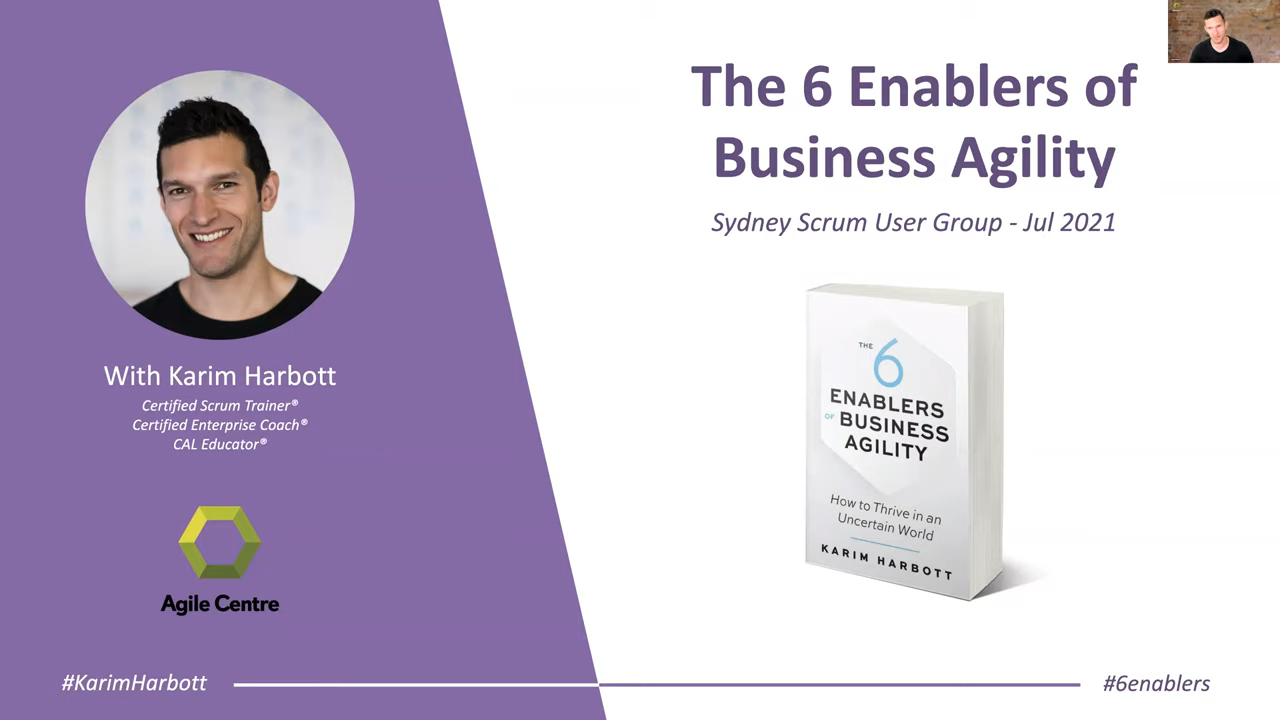 The 6 Enablers of
Business Agility
Sydney Scrum User Group - Jul 2021
With Karim Harbott
Certified Scrum Trainer®
Certified Enterprise Coach®
CAL Educator®
Agile Centre
THE
6
ENABLERS
OF BUSINESS
AGILITY
How to Thrive in an
Uncertain World
KARIM HARBOTT
#KarimHarbott
#6enablers